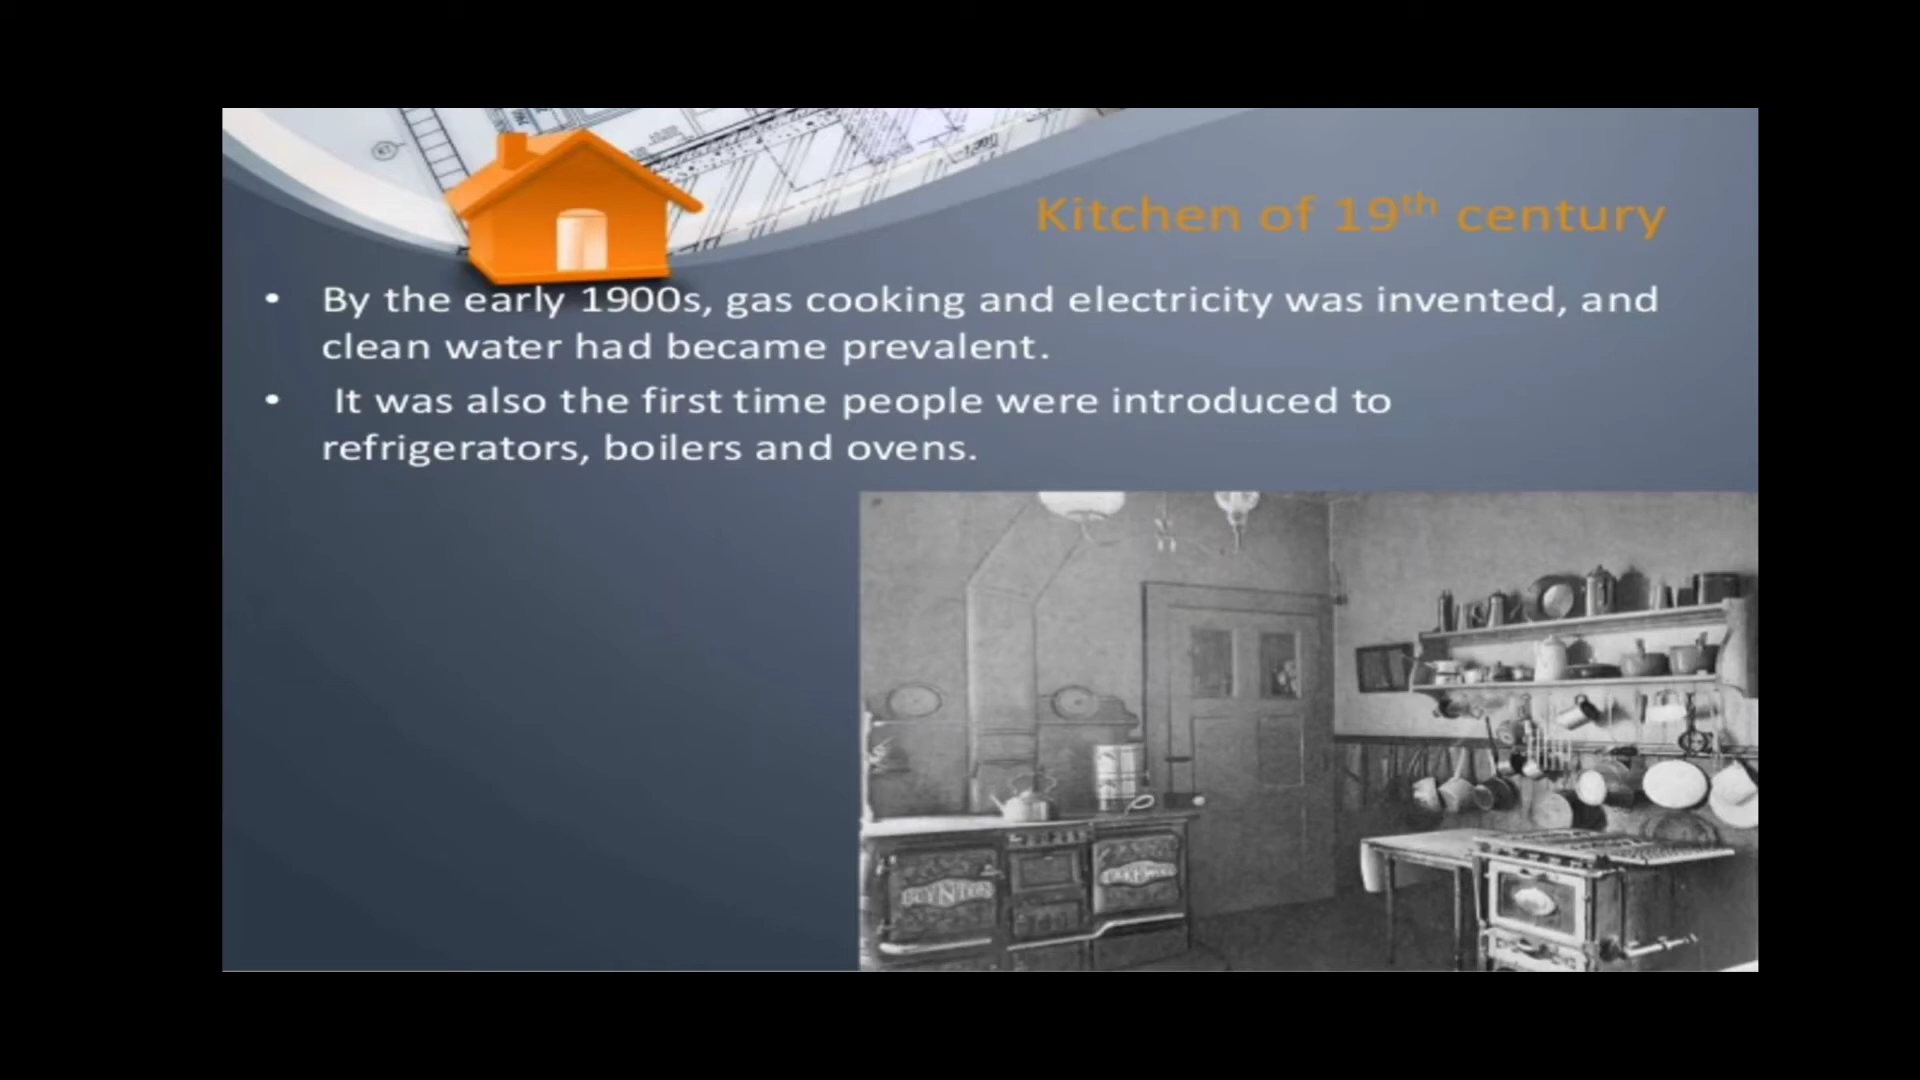 Kitchen of 19th century
• By the early 1900s, gas cooking and electricity was invented, and
clean water had became prevalent.
• It was also the first time people were introduced to
refrigerators, boilers and ovens.
BOYNTON